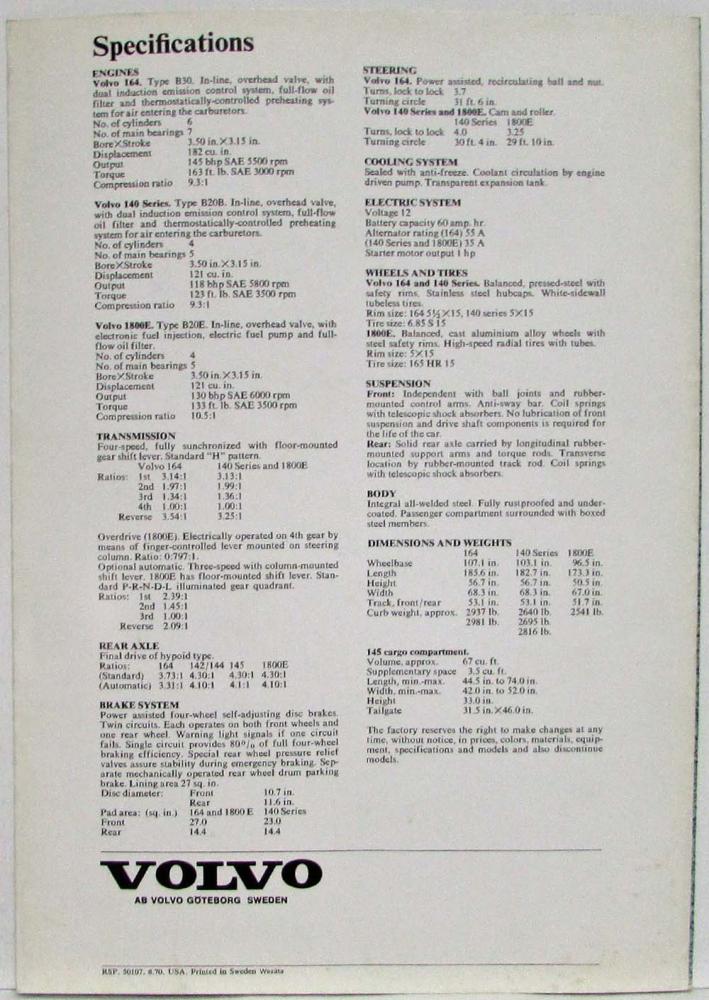 Specifications
ENGINES
Volvo 164. Type B30. In-line, overhead valve, with
dual induction emission control system, full-flow oil
filter and thermostatically-controlled preheating sys-
tem for air entering the carburetors.
No. of cylinders 6
No. of main bearings 7
Bore×Stroke 3.50 in.×3.15 in.
Displacement 182 cu. in.
Output 145 bhp SAE 5500 rpm
Torque 163 ft. lb. SAE 3000 rpm
Compression ratio 9.3:1
Volvo 140 Series. Type B20B. In-line, overhead valve,
with dual induction emission control system, full-flow
oil filter and thermostatically-controlled preheating
system for air entering the carburetors.
No. of cylinders 4
No. of main bearings 5
Bore×Stroke 3.50 in.×3.15 in.
Displacement 121 cu. in.
Output 118 bhp SAE 5800 rpm
Torque 123 ft. lb. SAE 3500 rpm
Compression ratio 9.3:1
Volvo 1800E. Type B20E. In-line, overhead valve, with
electronic fuel injection, electric fuel pump and full-
flow oil filter.
No. of cylinders 4
No. of main bearings 5
Bore×Stroke 3.50 in.×3.15 in.
Displacement 121 cu. in.
Output 130 bhp SAE 6000 rpm
Torque 133 ft. lb. SAE 3500 rpm
Compression ratio 10.5:1
TRANSMISSION
Four-speed, fully sunchronized with floor-mounted
gear shift lever. Standard "H" pattern.
Volvo 164 140 Series and 1800E
Ratios: 1st 3.14:1 3.13:1
2nd 1.97:1 1.99:1
3rd 1.34:1 1.36:1
4th 1.00:1 1.00:1
Reverse 3.54:1 3.25:1
Overdrive (1800E). Electrically operated on 4th gear by
means of finger-controlled lever mounted on steering
column. Ratio: 0.797:1.
Optional automatic. Three-speed with column-mounted
shift lever. 1800E has floor-mounted shift lever. Stan-
dard P-R-N-D-L illuminated gear quadrant.
Ratios: 1st 2.39:1
2nd 1.45:1
3rd 1.00:1
Reverse 2.09:1
REAR AXLE
Final drive of hypoid type.
Ratios: 164 142/144 145 1800E
(Standard) 3.73:1 4.30:1 4.30:1 4.30:1
(Automatic) 3.31:1 4.10:1 4.1:1 4.10:1
BRAKE SYSTEM
Power assisted four-wheel self-adjusting disc brakes.
Twin circuits. Each operates on both front wheels and
one rear wheel. Warning light signals if one circuit
fails. Single circuit provides 80% of full four-wheel
braking efficiency. Special rear wheel pressure relief
valves assure stability during emergency braking. Sep-
arate mechanically operated rear wheel drum parking
brake. Lining area 27 sq. in.
Disc diameter: Front 10.7 in.
Rear 11.6 in.
Pad area: (sq. in.) 164 and 1800 E 140 Series
Front 27.0 23.0
Rear 14.4 14.4
STEERING
Volvo 164. Power assisted, recirculating ball and nut.
Turns, lock to lock 3.7
Turning circle 31 ft. 6 in.
Volvo 140 Series and 1800E. Cam and roller.
140 Series 1800E
Turns, lock to lock 4.0 3.25
Turning circle 30 ft. 4 in. 29 ft. 10 in.
COOLING SYSTEM
Sealed with anti-freeze. Coolant circulation by engine
driven pump. Transparent expansion tank.
ELECTRIC SYSTEM
Voltage 12
Battery capacity 60 amp. hr.
Alternator rating (164) 55 A
(140 Series and 1800E) 35 A
Starter motor output 1 hp
WHEELS AND TIRES
Volvo 164 and 140 Series. Balanced, pressed-steel with
safety rims. Stainless steel hubcaps. White-sidewall
tubeless tires.
Rim size: 164 5½×15, 140 series 5×15
Tire size: 6.85 S 15
1800E. Balanced, cast aluminium alloy wheels with
steel safety rims. High-speed radial tires with tubes.
Rim size: 5×15
Tire size: 165 HR 15
SUSPENSION
Front: Independent with ball joints and rubber-
mounted control arms. Anti-sway bar. Coil springs
with telescopic shock absorbers. No lubrication of front
suspension and drive shaft components is required for
the life of the car.
Rear: Solid rear axle carried by longitudinal rubber-
mounted support arms and torque rods. Transverse
location by rubber-mounted track rod. Coil springs
with telescopic shock absorbers.
BODY
Integral all-welded steel. Fully rustproofed and under-
coated. Passenger compartment surrounded with boxed
steel members.
DIMENSIONS AND WEIGHTS
164 140 Series 1800E
Wheelbase 107.1 in. 103.1 in. 96.5 in.
Length 185.6 in. 182.7 in. 173.3 in.
Height 56.7 in. 56.7 in. 50.5 in.
Width 68.3 in. 68.3 in. 67.0 in.
Track, front/rear 53.1 in. 53.1 in. 51.7 in.
Curb weight, approx. 2937 lb. 2640 lb. 2541 lb.
2981 lb. 2695 lb.
2816 lb.
145 cargo compartment.
Volume, approx. 67 cu. ft.
Supplementary space 3.5 cu. ft.
Length, min.-max. 44.5 in. to 74.0 in.
Width, min.-max. 42.0 in. to 52.0 in.
Height 33.0 in.
Tailgate 31.5 in.×46.0 in.
The factory reserves the right to make changes at any
time, without notice, in prices, colors, materials, equip-
ment, specifications and models and also discontinue
models.
VOLVO
AB VOLVO GÖTEBORG SWEDEN
RSP. 50107. 6.70. USA. Printed in Sweden Wezäta